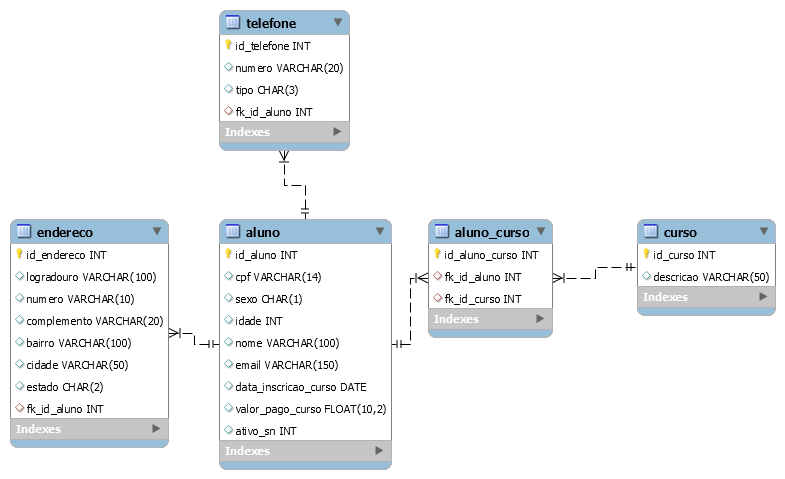 telefone
id_telefone INT
numero VARCHAR(20)
tipo CHAR(3)
fk_id_aluno INT
Indexes
endereco
id_endereco INT
logradouro VARCHAR(100)
numero VARCHAR(10)
complemento VARCHAR(20)
bairro VARCHAR(100)
cidade VARCHAR(50)
estado CHAR(2)
fk_id_aluno INT
Indexes
aluno
id_aluno INT
cpf VARCHAR(14)
sexo CHAR(1)
idade INT
nome VARCHAR(100)
email VARCHAR(150)
data_inscricao_curso DATE
valor_pago_curso FLOAT(10,2)
ativo_sn INT
Indexes
aluno_curso
id_aluno_curso INT
fk_id_aluno INT
fk_id_curso INT
Indexes
curso
id_curso INT
descricao VARCHAR(50)
Indexes